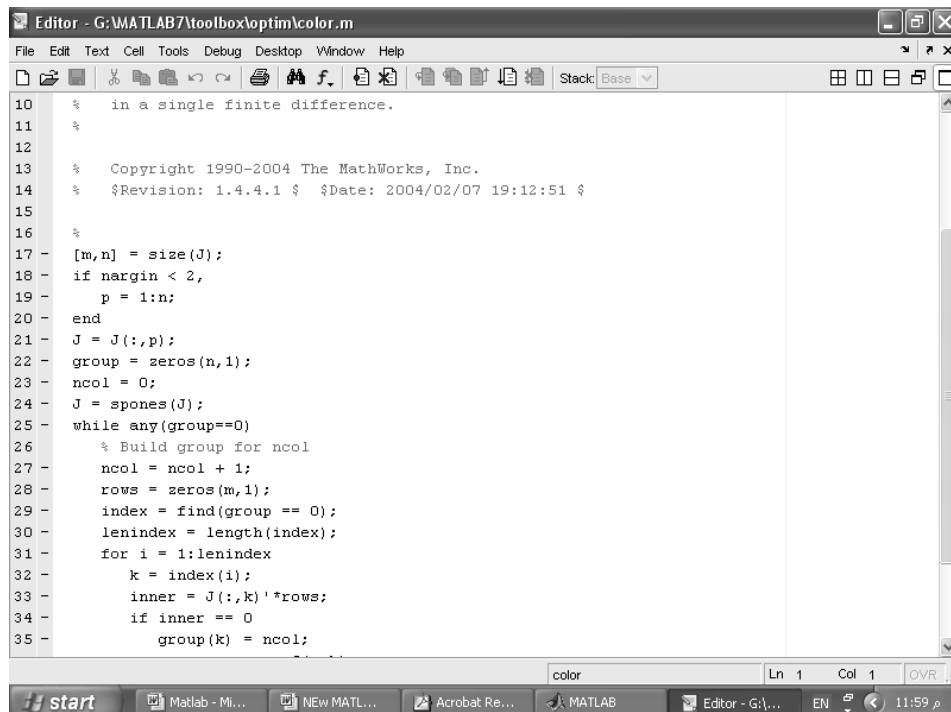 Editor - G:\MATLAB7\toolbox\optim\color.m
File Edit Text Cell Tools Debug Desktop Window Help
Stack: Base
10 % in a single finite difference.
11 %
12
13 % Copyright 1990-2004 The MathWorks, Inc.
14 % $Revision: 1.4.4.1 $ $Date: 2004/02/07 19:12:51 $
15
16 %
17 - [m,n] = size(J);
18 - if nargin < 2,
19 - p = 1:n;
20 - end
21 - J = J(:,p);
22 - group = zeros(n,1);
23 - ncol = 0;
24 - J = spones(J);
25 - while any(group==0)
26 % Build group for ncol
27 - ncol = ncol + 1;
28 - rows = zeros(m,1);
29 - index = find(group == 0);
30 - lenindex = length(index);
31 - for i = 1:lenindex
32 - k = index(i);
33 - inner = J(:,k)'*rows;
34 - if inner == 0
35 - group(k) = ncol;
color Ln 1 Col 1 OVR
start Matlab - Mi... NEw MATL... Acrobat Re... MATLAB Editor - G:\... EN 11:59 م